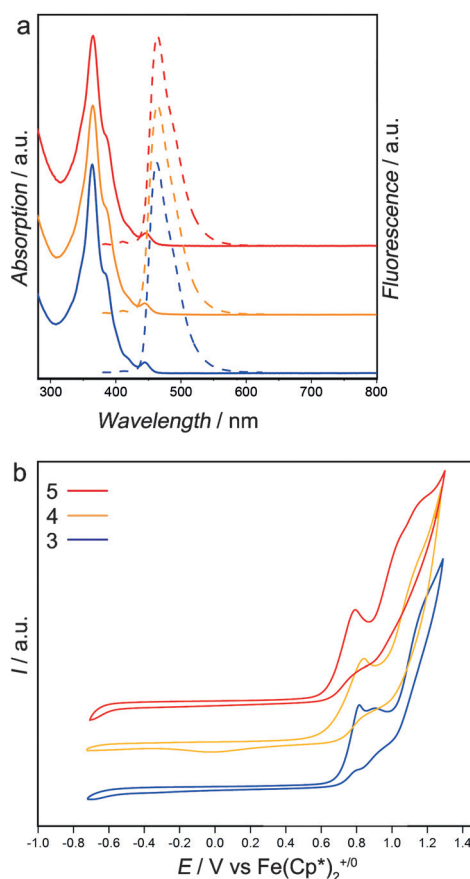 a
Absorption / a.u.
Fluorescence / a.u.
300 400 500 600 700 800
Wavelength / nm
b
5
4
3
I / a.u.
-1.0 -0.8 -0.6 -0.4 -0.2 0.0 0.2 0.4 0.6 0.8 1.0 1.2 1.4
E / V vs Fe(Cp*)₂⁺/⁰